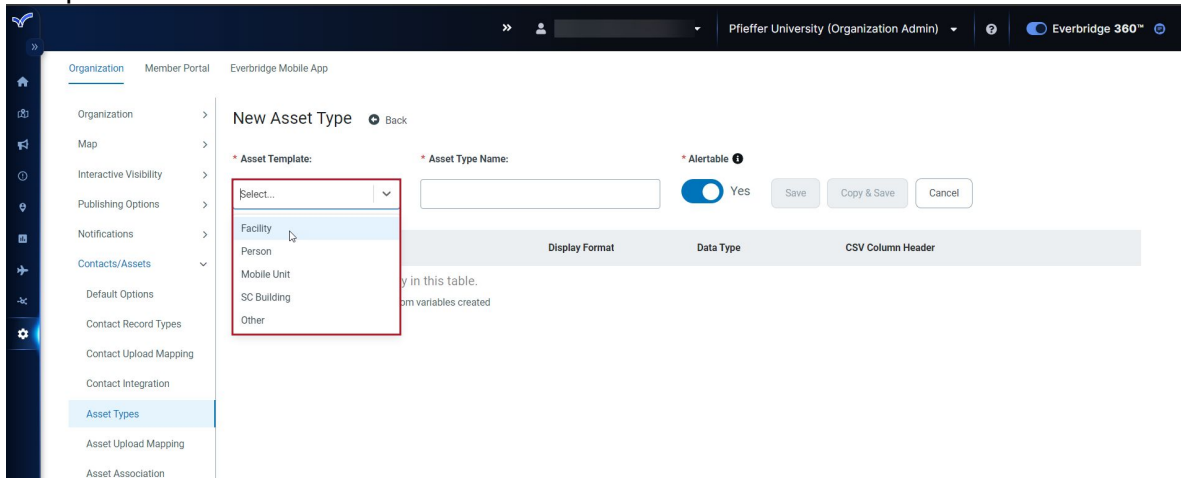 »
Pfieffer University (Organization Admin)
Everbridge 360™
»
Organization
Member Portal
Everbridge Mobile App
Organization
Map
Interactive Visibility
Publishing Options
Notifications
Contacts/Assets
Default Options
Contact Record Types
Contact Upload Mapping
Contact Integration
Asset Types
Asset Upload Mapping
Asset Association
New Asset Type
Back
* Asset Template:
* Asset Type Name:
* Alertable
Select...
Yes
Save
Copy & Save
Cancel
Facility
Person
Mobile Unit
SC Building
Other
Display Format
Data Type
CSV Column Header
y in this table.
om variables created